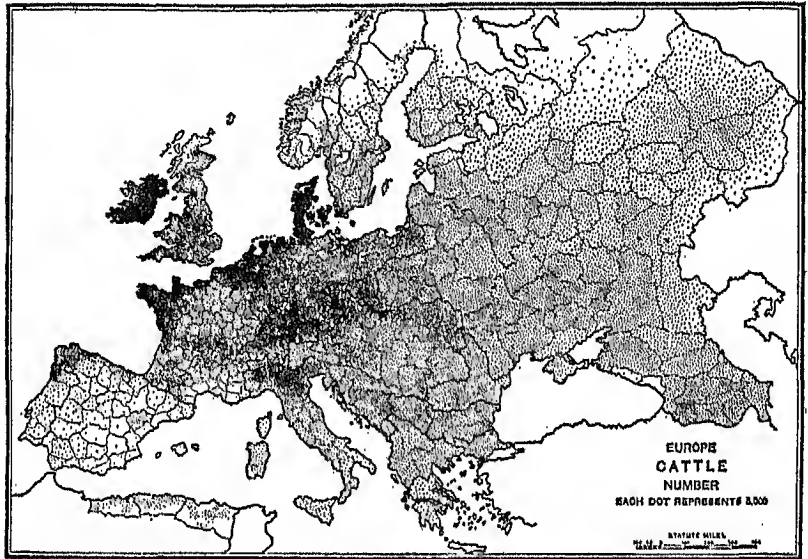 EUROPE
CATTLE
NUMBER
EACH DOT REPRESENTS 5,000
STATUTE MILES